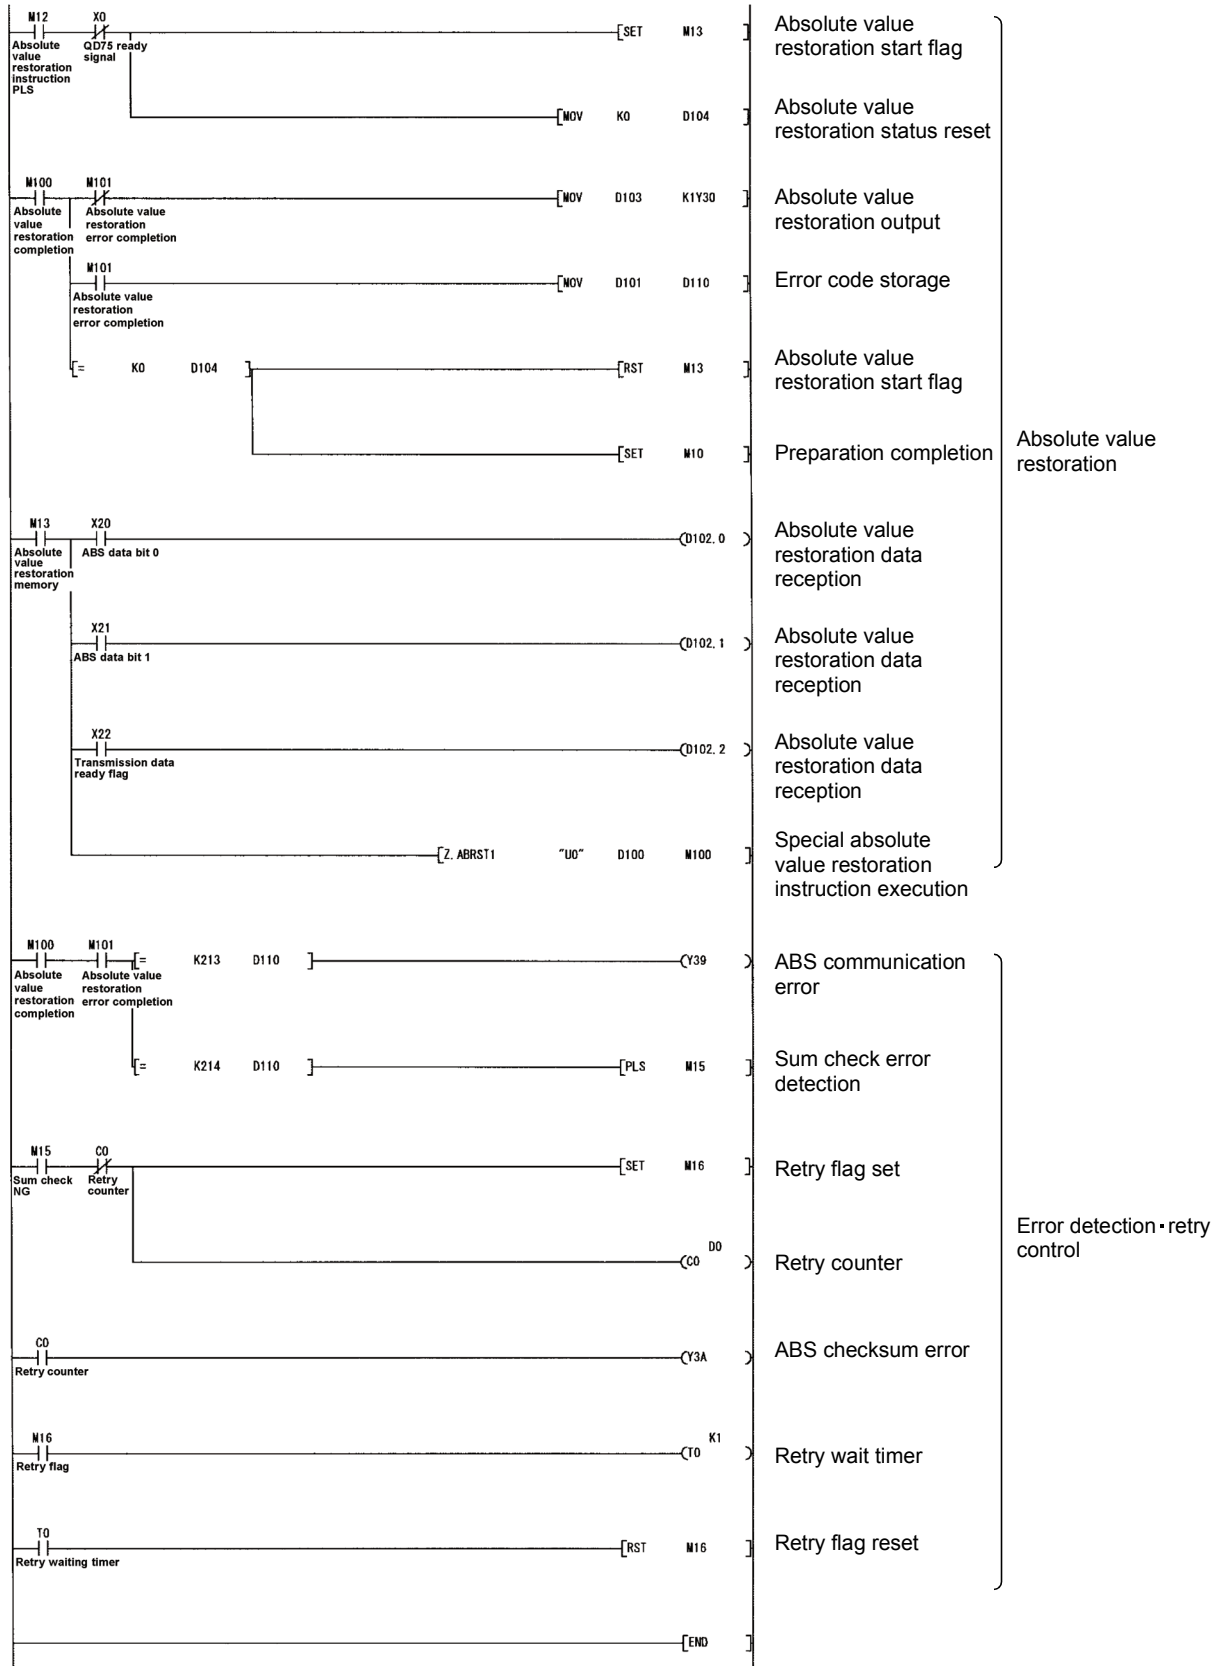 M12 X0 [SET M13 ]
Absolute value restoration start flag
Absolute value restoration instruction PLS
QD75 ready signal
[MOV K0 D104 ]
Absolute value restoration status reset
M100 M101 [MOV D103 K1Y30 ]
Absolute value restoration output
Absolute value restoration completion
Absolute value restoration error completion
M101 [MOV D101 D110 ]
Error code storage
Absolute value restoration error completion
[= K0 D104 ] [RST M13 ]
Absolute value restoration start flag
[SET M10 ]
Preparation completion
Absolute value restoration
M13 X20 (D102.0 )
Absolute value restoration data reception
Absolute value restoration memory
ABS data bit 0
X21 (D102.1 )
Absolute value restoration data reception
ABS data bit 1
X22 (D102.2 )
Absolute value restoration data reception
Transmission data ready flag
[Z.ABRST1 "U0" D100 M100 ]
Special absolute value restoration instruction execution
M100 M101 [= K213 D110 ] (Y39 )
ABS communication error
Absolute value restoration completion
Absolute value restoration error completion
[= K214 D110 ] [PLS M15 ]
Sum check error detection
M15 C0 [SET M16 ]
Retry flag set
Sum check NG
Retry counter
Error detection・retry control
D0
(C0 )
Retry counter
C0 (Y3A )
ABS checksum error
Retry counter
M16 K1
(T0 )
Retry wait timer
Retry flag
T0 [RST M16 ]
Retry flag reset
Retry waiting timer
[END ]